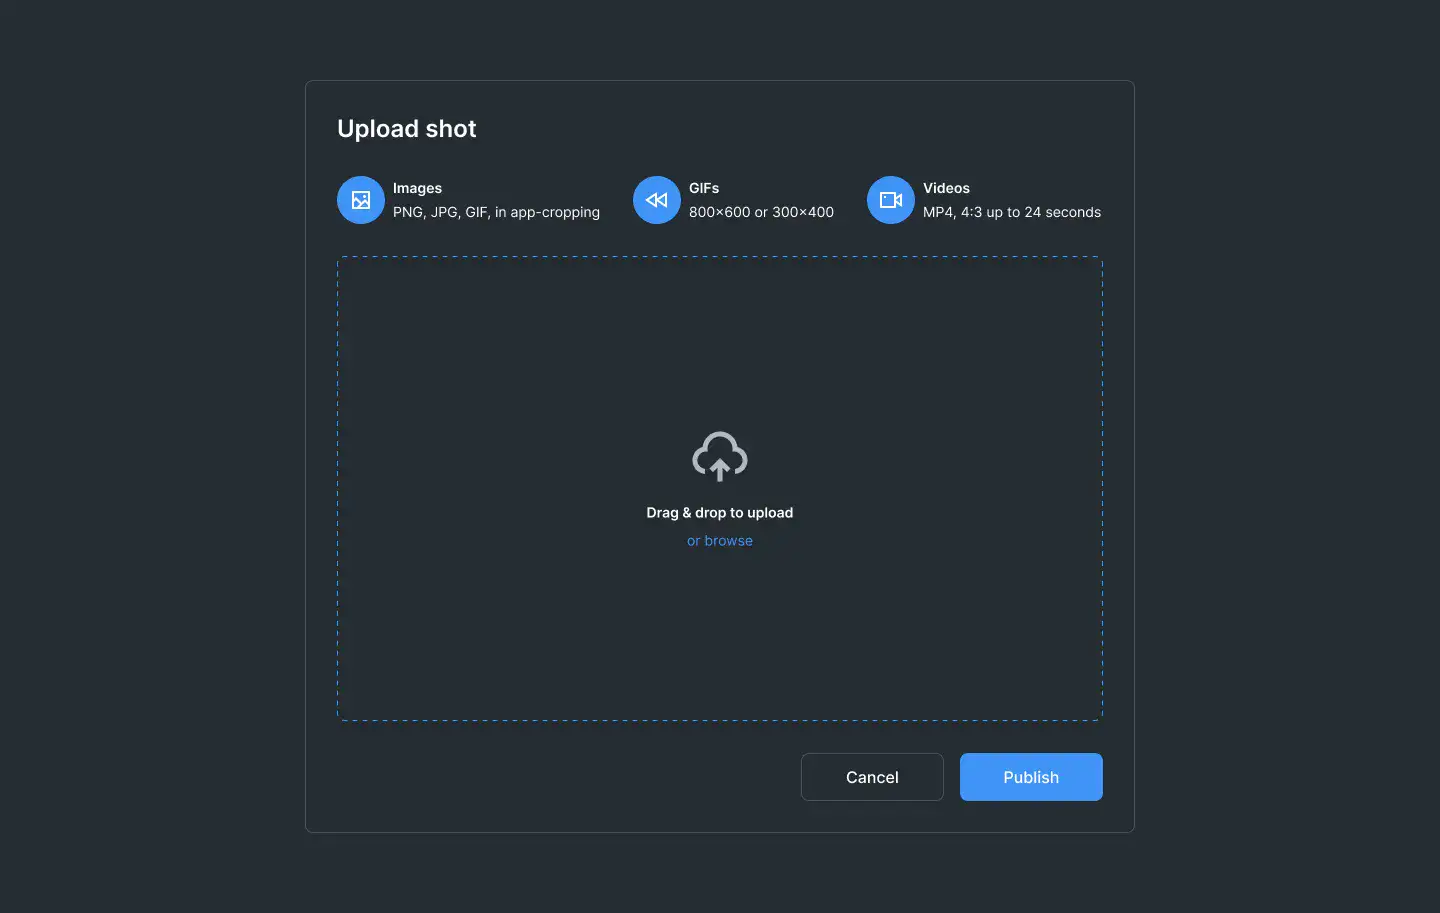 Upload shot
Images
PNG, JPG, GIF, in app-cropping
GIFs
800×600 or 300×400
Videos
MP4, 4:3 up to 24 seconds
Drag & drop to upload
or browse
Cancel
Publish